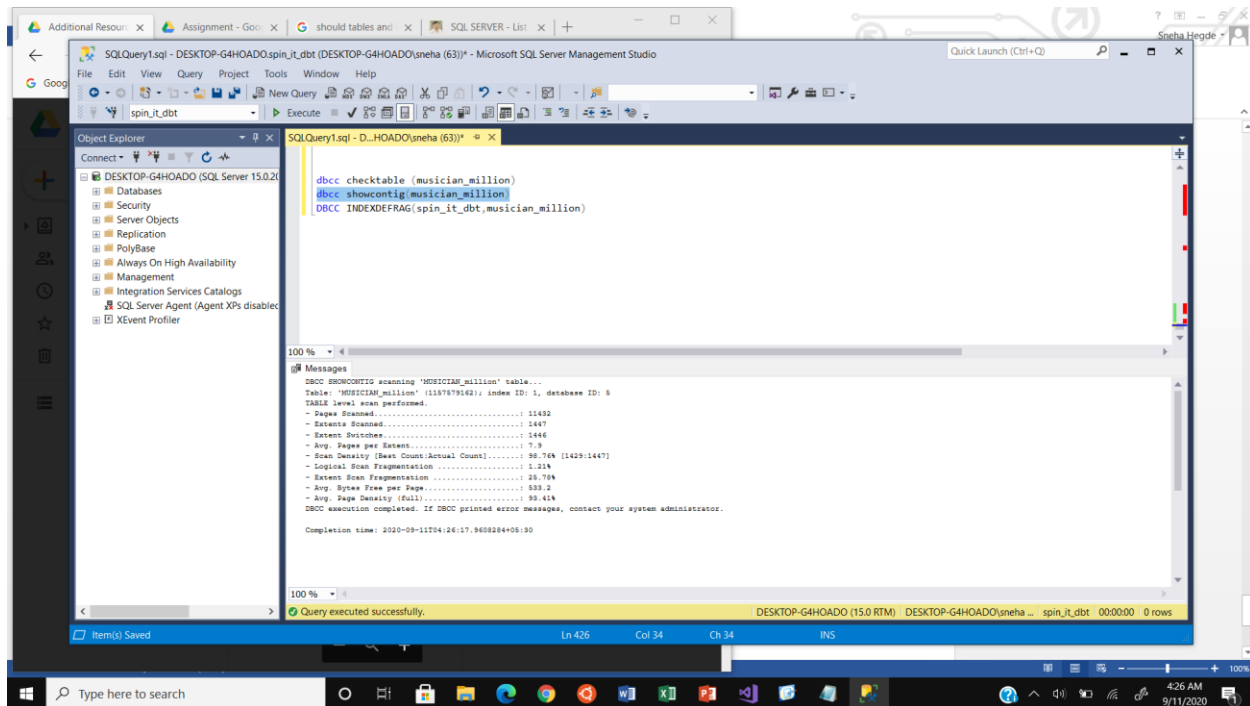 Additional Resourc
Assignment - Goo
should tables and
SQL SERVER - List
Sneha Hegde
Goog
SQLQuery1.sql - DESKTOP-G4HOADO.spin_it_dbt (DESKTOP-G4HOADO\sneha (63))* - Microsoft SQL Server Management Studio
Quick Launch (Ctrl+Q)
File Edit View Query Project Tools Window Help
New Query
spin_it_dbt
Execute
Object Explorer
SQLQuery1.sql - D...HOADO\sneha (63))*
Connect
DESKTOP-G4HOADO (SQL Server 15.0.20
Databases
Security
Server Objects
Replication
PolyBase
Always On High Availability
Management
Integration Services Catalogs
SQL Server Agent (Agent XPs disabled
XEvent Profiler
dbcc checktable (musician_million)
dbcc showcontig(musician_million)
DBCC INDEXDEFRAG(spin_it_dbt,musician_million)
100 %
Messages
DBCC SHOWCONTIG scanning 'MUSICIAN_million' table...
Table: 'MUSICIAN_million' (1157579162); index ID: 1, database ID: 5
TABLE level scan performed.
- Pages Scanned................................: 11432
- Extents Scanned..............................: 1447
- Extent Switches..............................: 1446
- Avg. Pages per Extent........................: 7.9
- Scan Density [Best Count:Actual Count].......: 98.76% [1429:1447]
- Logical Scan Fragmentation ..................: 1.21%
- Extent Scan Fragmentation ...................: 25.78%
- Avg. Bytes Free per Page.....................: 533.2
- Avg. Page Density (full).....................: 93.41%
DBCC execution completed. If DBCC printed error messages, contact your system administrator.
Completion time: 2020-09-11T04:26:17.9608284+05:30
100 %
Query executed successfully.
DESKTOP-G4HOADO (15.0 RTM) DESKTOP-G4HOADO\sneha ... spin_it_dbt 00:00:00 0 rows
Item(s) Saved
Ln 426 Col 34 Ch 34 INS
100%
Type here to search
4:26 AM
9/11/2020